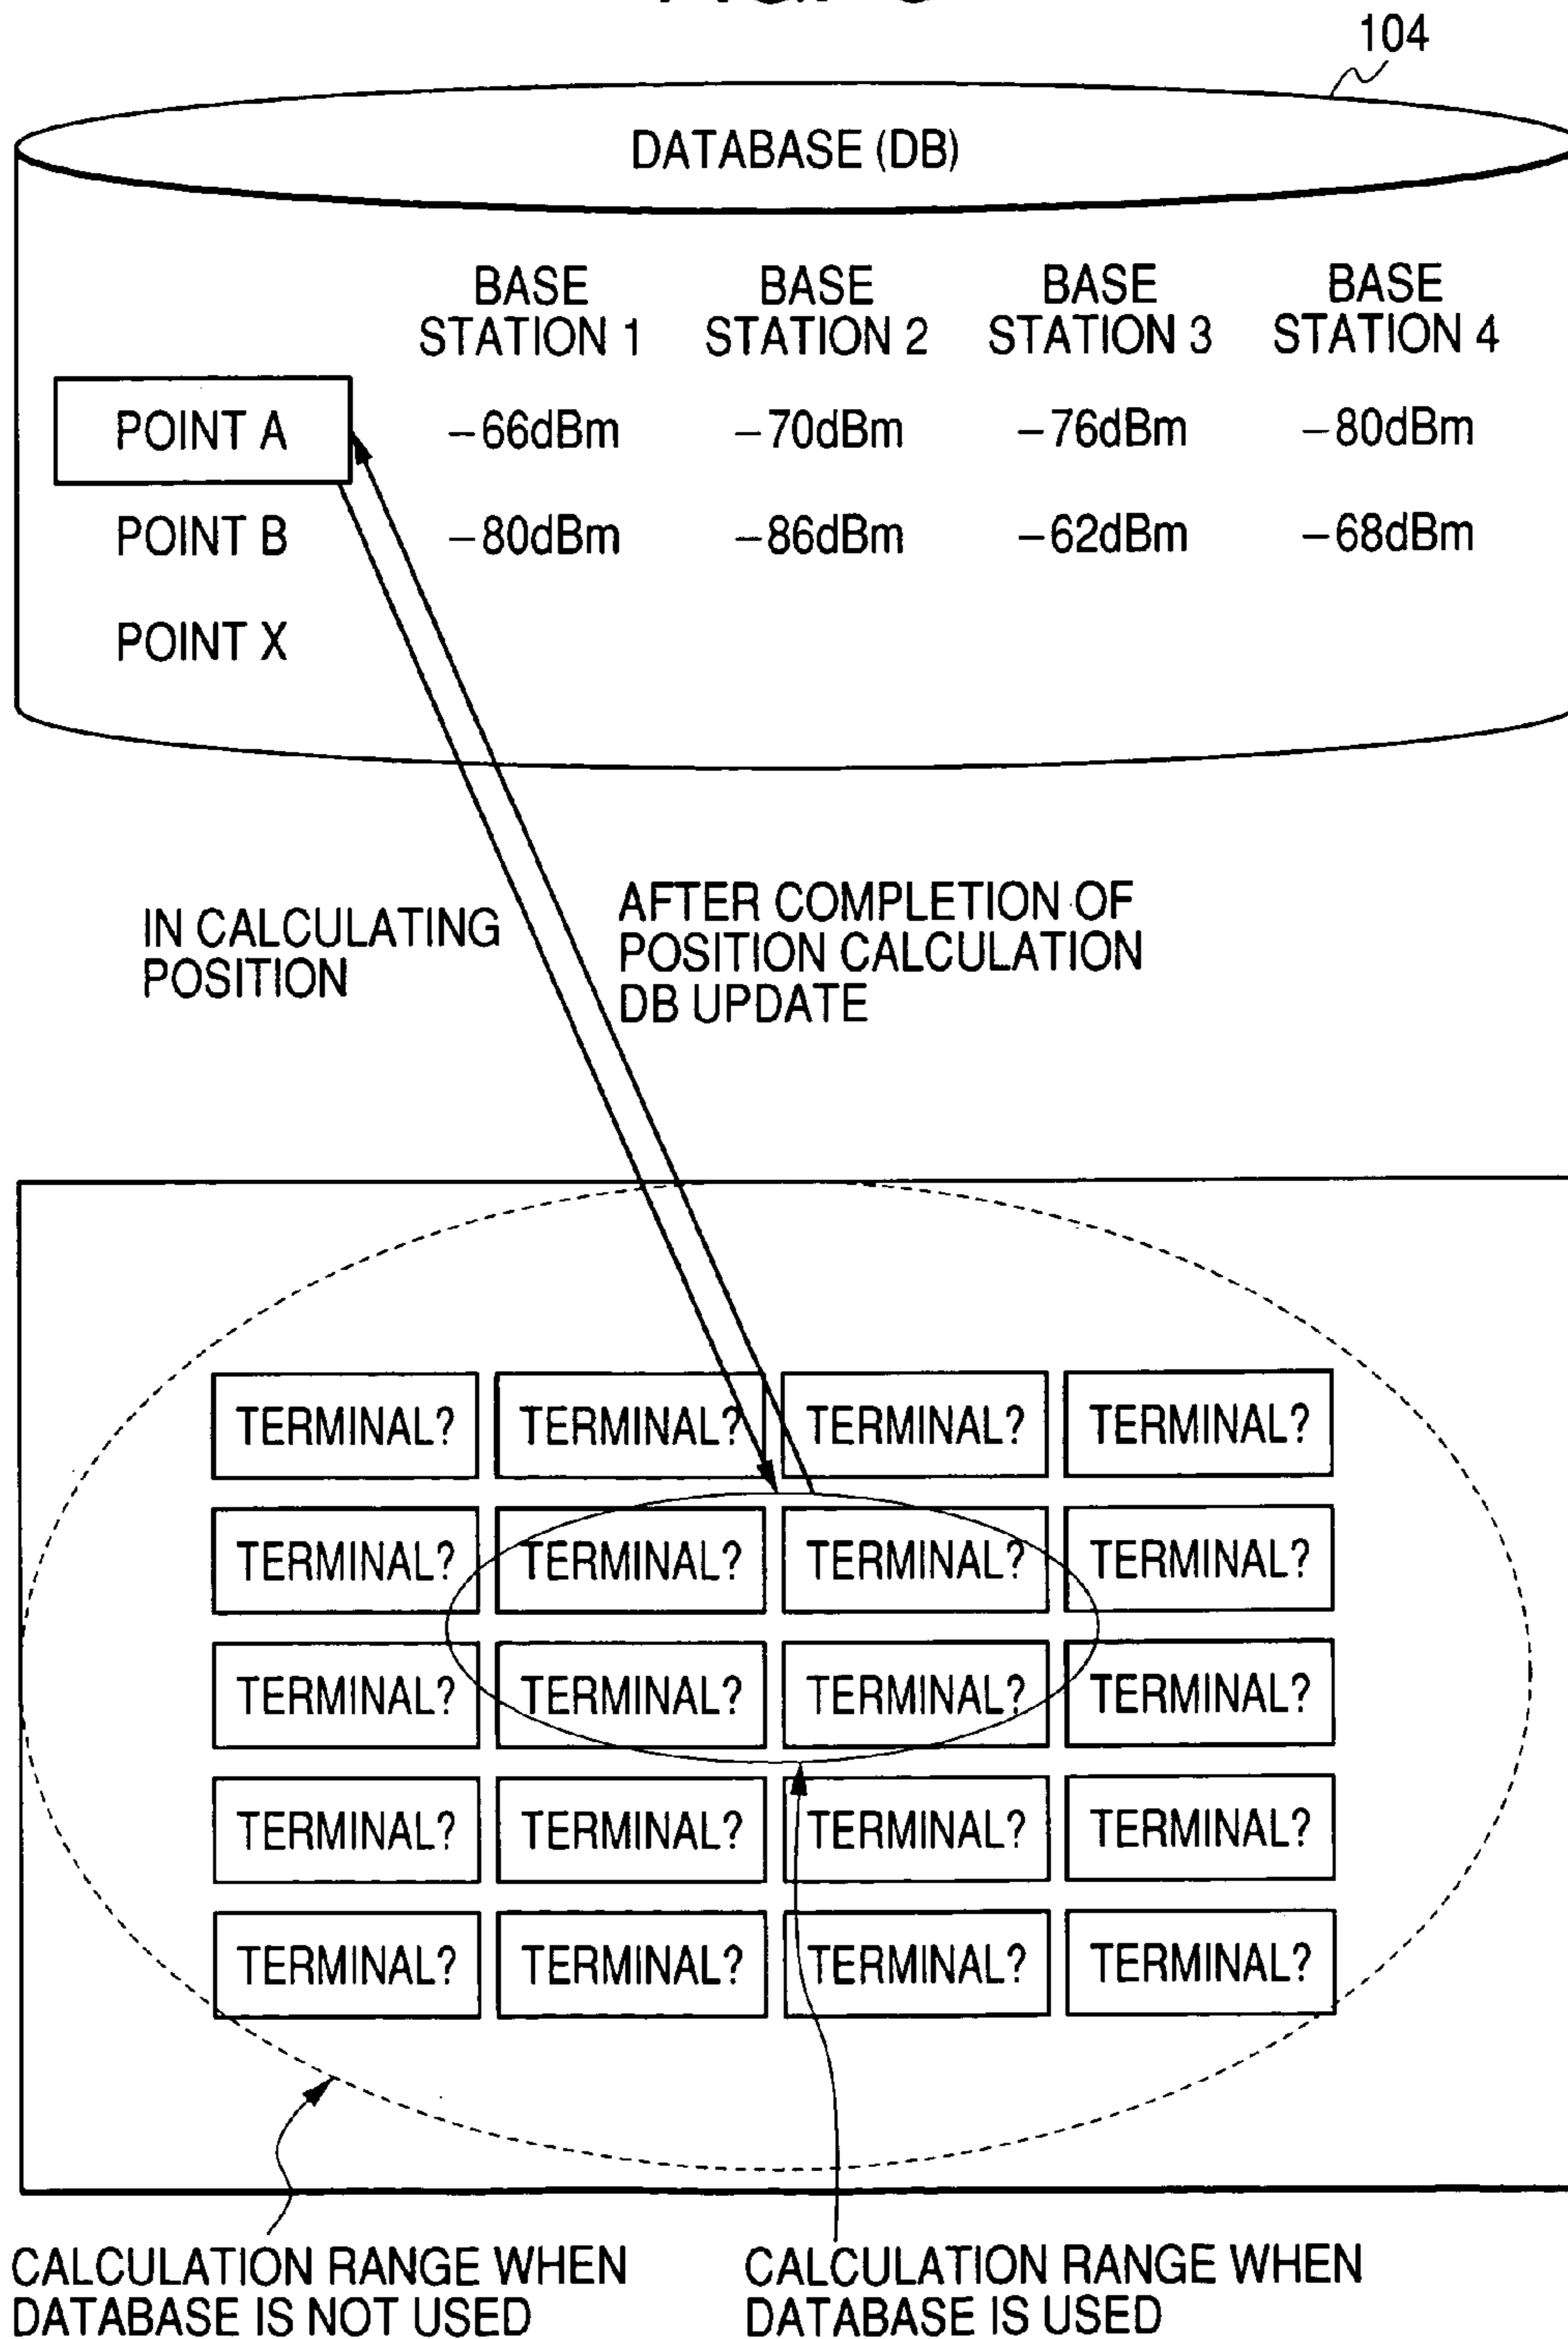 104
DATABASE (DB)
BASE STATION 1 BASE STATION 2 BASE STATION 3 BASE STATION 4
POINT A −66dBm −70dBm −76dBm −80dBm
POINT B −80dBm −86dBm −62dBm −68dBm
POINT X
IN CALCULATING
POSITION
AFTER COMPLETION OF
POSITION CALCULATION
DB UPDATE
TERMINAL? TERMINAL? TERMINAL? TERMINAL?
TERMINAL? TERMINAL? TERMINAL? TERMINAL?
TERMINAL? TERMINAL? TERMINAL? TERMINAL?
TERMINAL? TERMINAL? TERMINAL? TERMINAL?
TERMINAL? TERMINAL? TERMINAL? TERMINAL?
CALCULATION RANGE WHEN
DATABASE IS NOT USED
CALCULATION RANGE WHEN
DATABASE IS USED